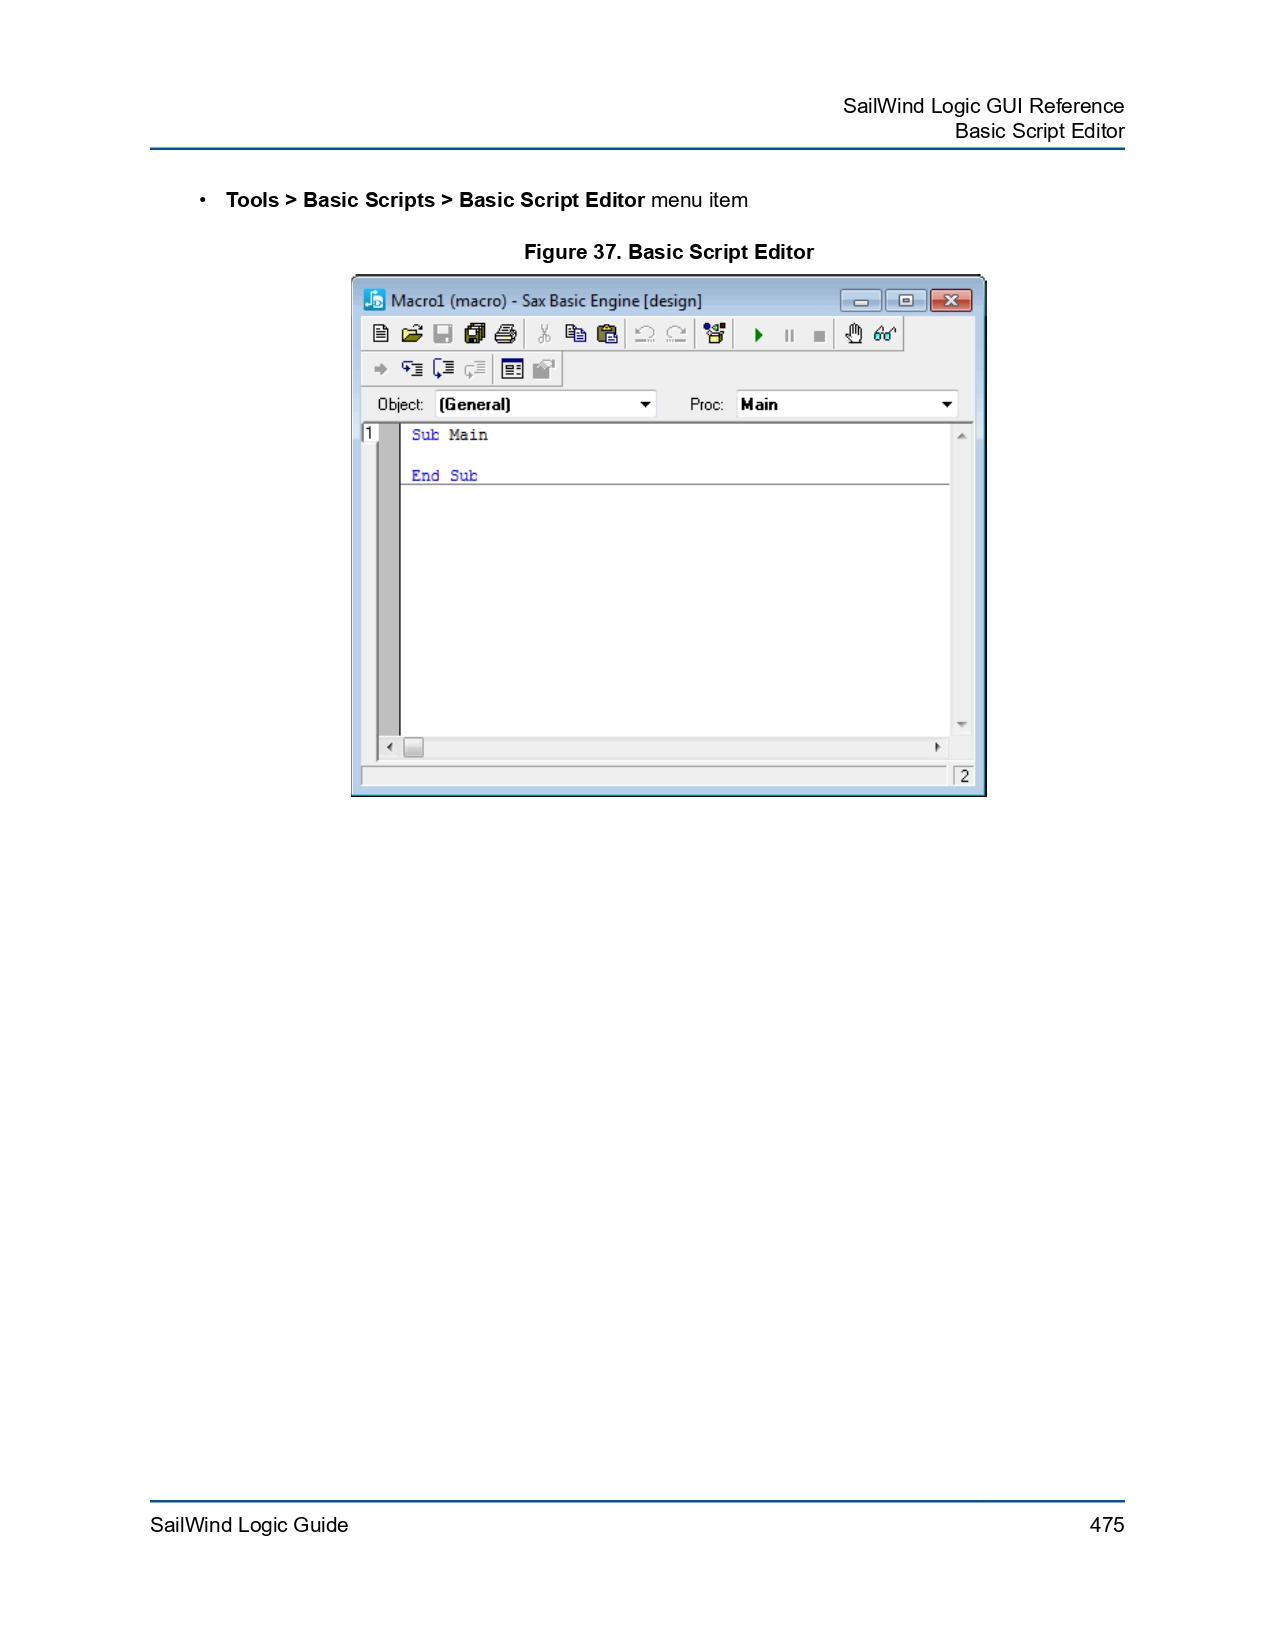 SailWind Logic GUI Reference
Basic Script Editor
• Tools > Basic Scripts > Basic Script Editor menu item
Figure 37. Basic Script Editor
Macro1 (macro) - Sax Basic Engine [design]
Object: (General) Proc: Main
1
Sub Main
End Sub
2
SailWind Logic Guide 475